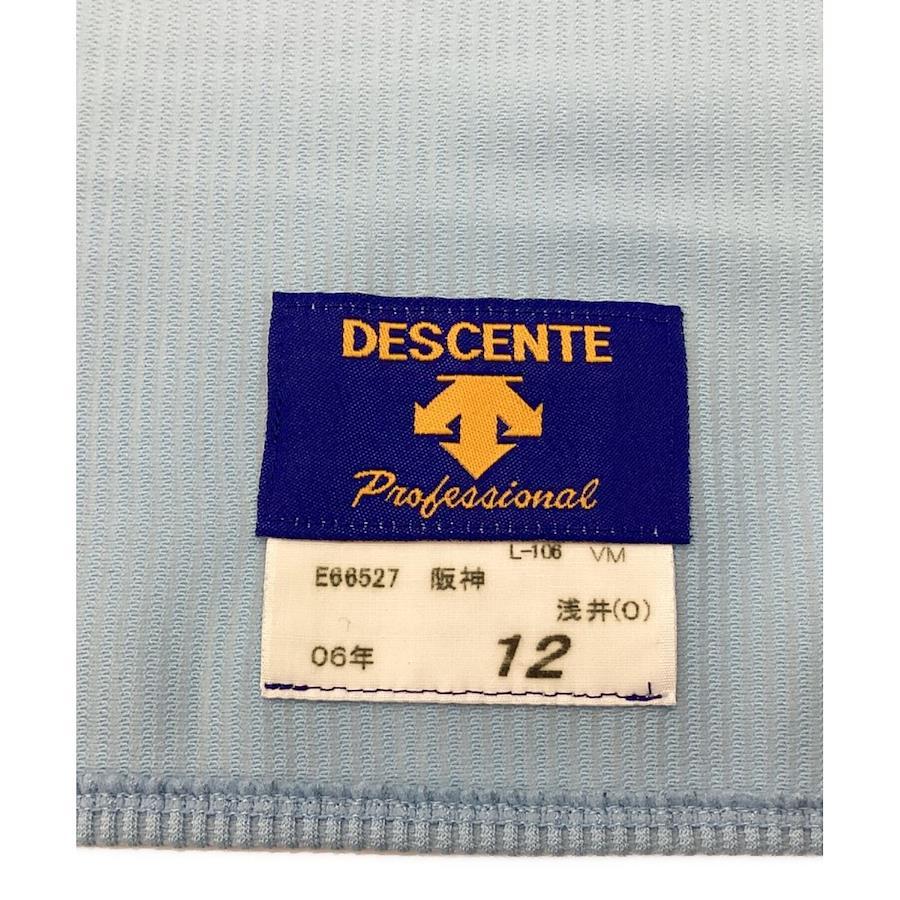 DESCENTE
Professional
L-106 VM
E66527 阪神
浅井(O)
06年 12